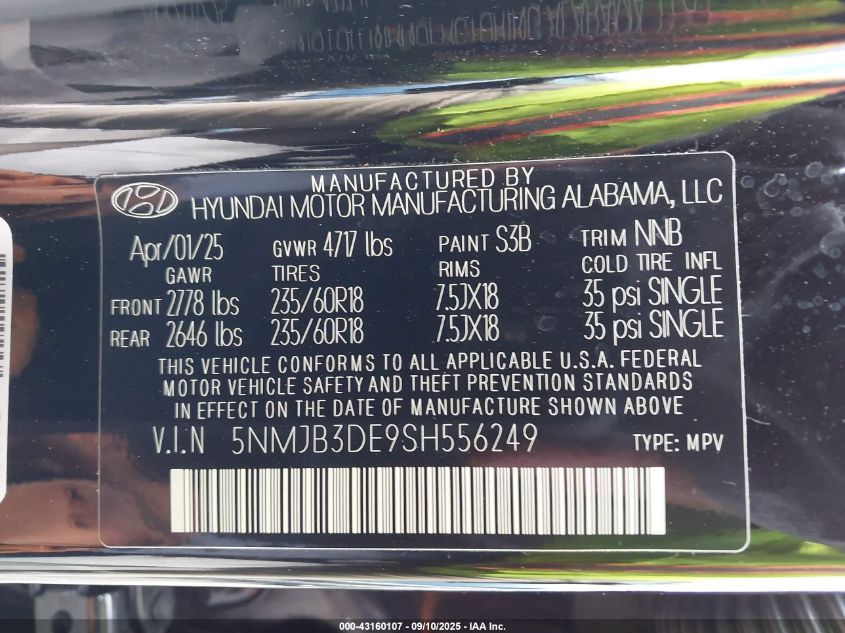 MANUFACTURED BY
HYUNDAI MOTOR MANUFACTURING ALABAMA, LLC
Apr/01/25 GVWR 4717 lbs PAINT S3B TRIM NNB
GAWR TIRES RIMS COLD TIRE INFL
FRONT 2778 lbs 235/60R18 7.5JX18 35 psi SINGLE
REAR 2646 lbs 235/60R18 7.5JX18 35 psi SINGLE
THIS VEHICLE CONFORMS TO ALL APPLICABLE U.S.A. FEDERAL
MOTOR VEHICLE SAFETY AND THEFT PREVENTION STANDARDS
IN EFFECT ON THE DATE OF MANUFACTURE SHOWN ABOVE
V.I.N 5NMJB3DE9SH556249 TYPE: MPV
000-43160107 - 09/10/2025 - IAA Inc.